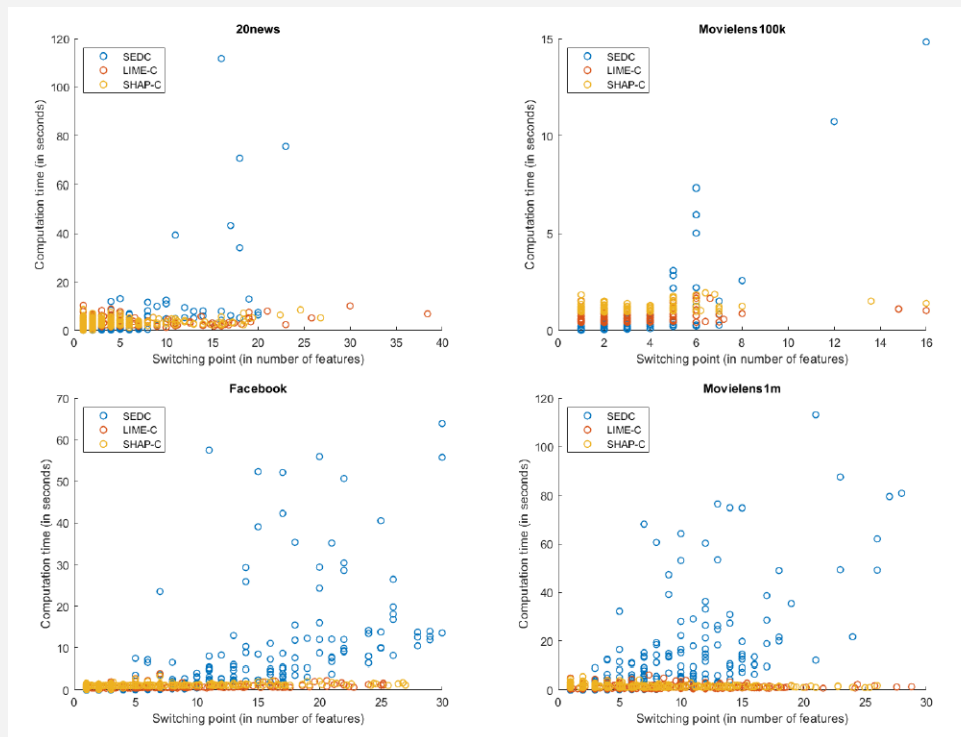 20news
120
100
80
60
40
20
0
Computation time (in seconds)
SEDC
LIME-C
SHAP-C
0 5 10 15 20 25 30 35 40
Switching point (in number of features)
Movielens100k
15
10
5
0
Computation time (in seconds)
SEDC
LIME-C
SHAP-C
0 2 4 6 8 10 12 14 16
Switching point (in number of features)
Facebook
70
60
50
40
30
20
10
0
Computation time (in seconds)
SEDC
LIME-C
SHAP-C
0 5 10 15 20 25 30
Switching point (in number of features)
Movielens1m
120
100
80
60
40
20
0
Computation time (in seconds)
SEDC
LIME-C
SHAP-C
0 5 10 15 20 25 30
Switching point (in number of features)